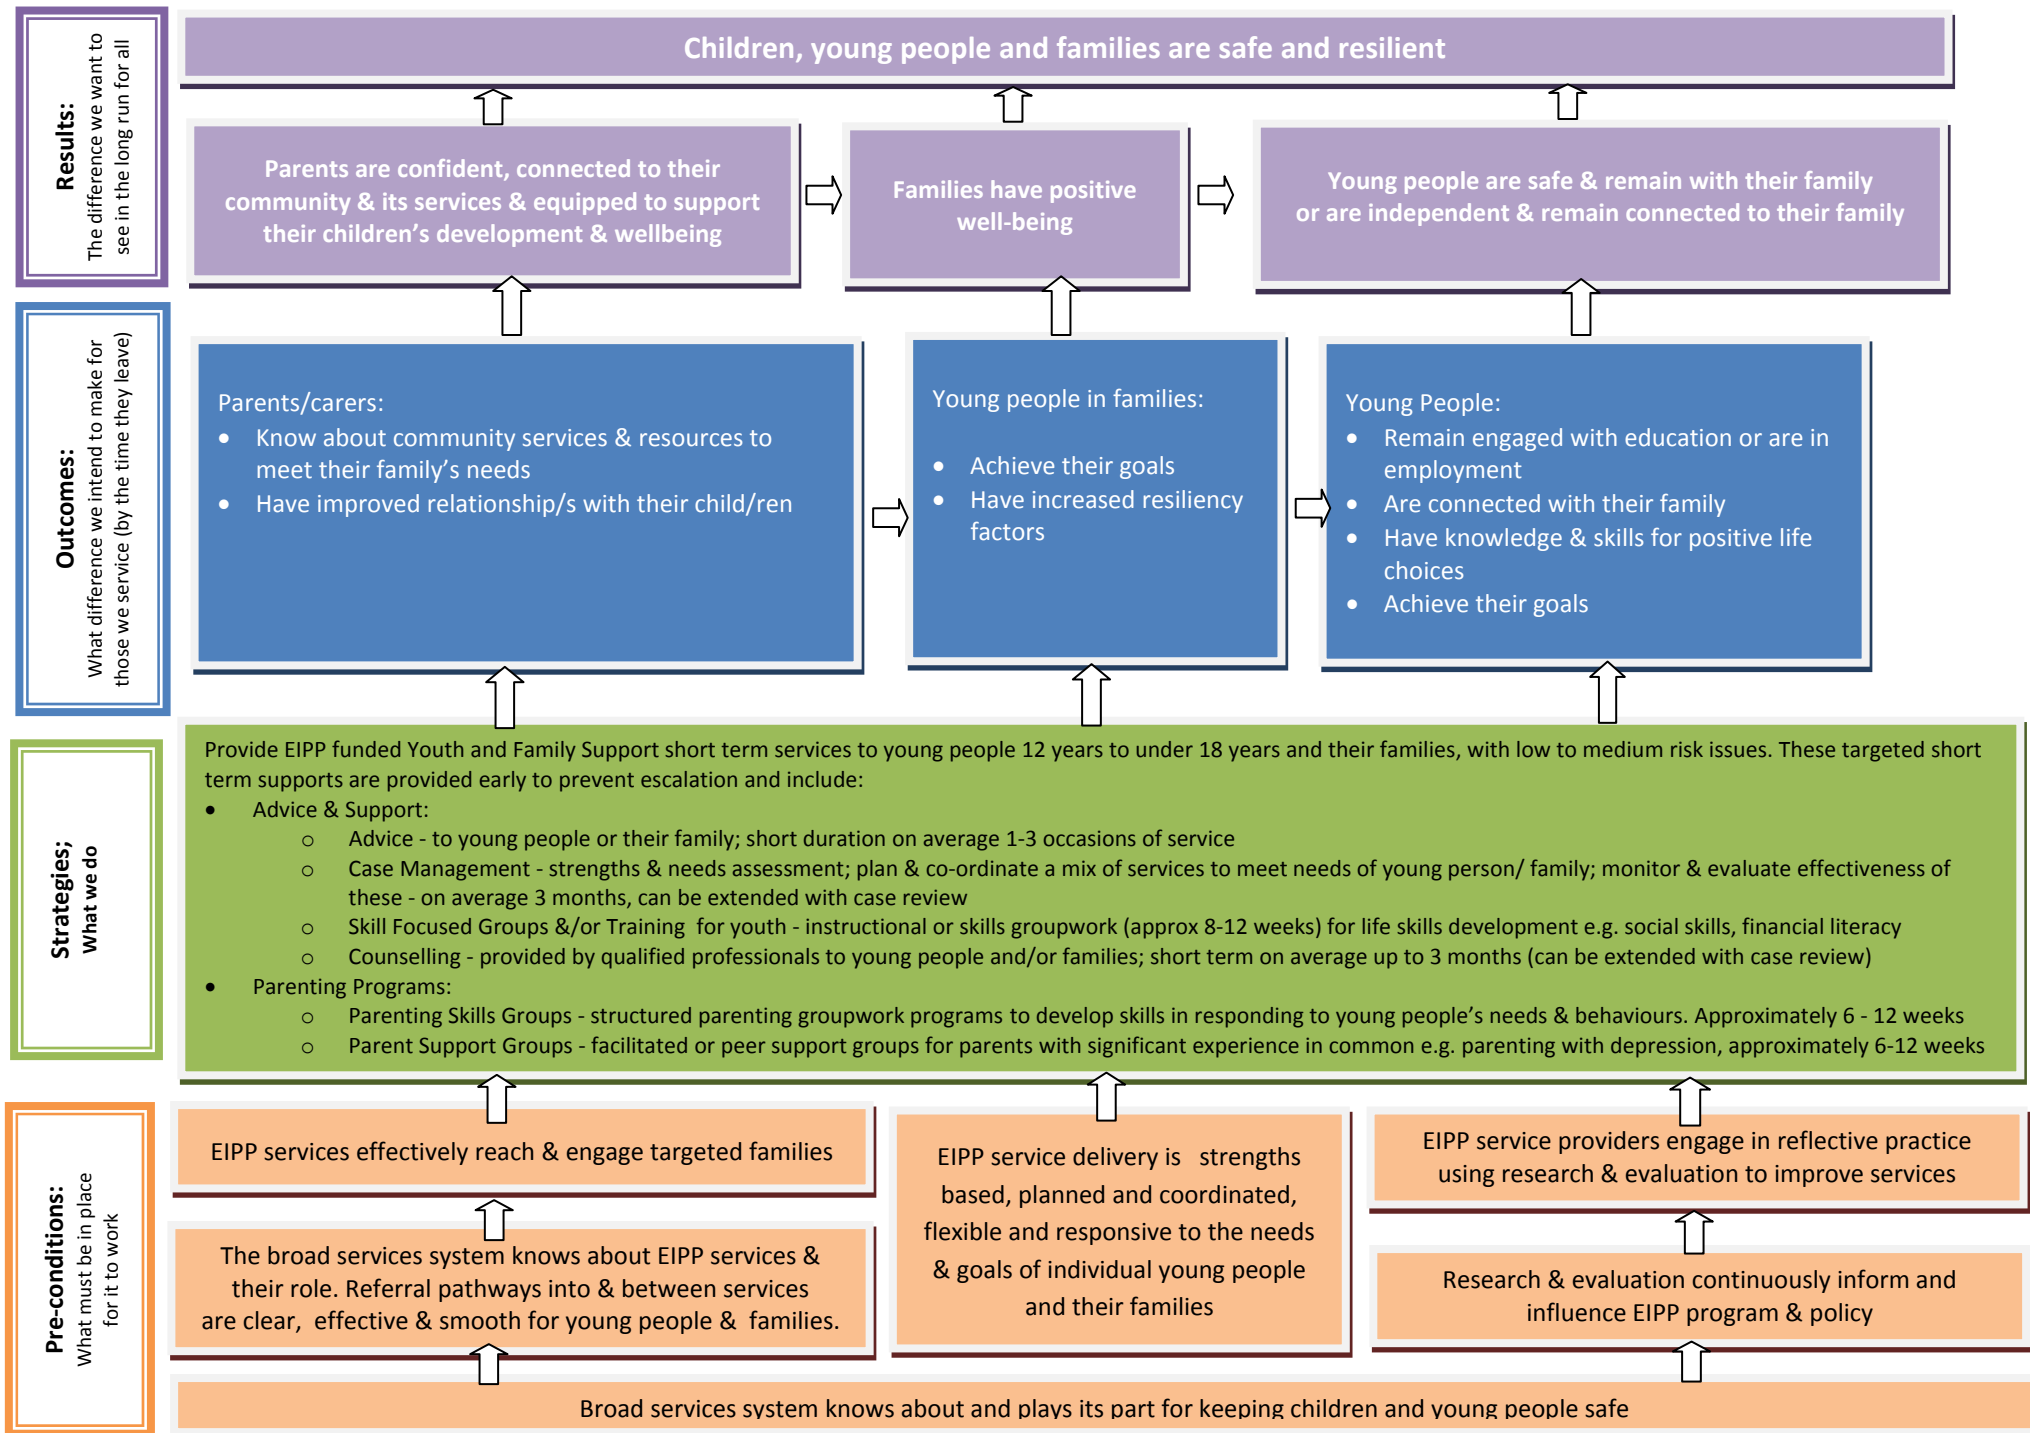 Results:
The difference we want to
see in the long run for all
Children, young people and families are safe and resilient
Parents are confident, connected to their
community & its services & equipped to support
their children’s development & wellbeing
Families have positive
well-being
Young people are safe & remain with their family
or are independent & remain connected to their family
Outcomes:
What difference we intend to make for
those we service (by the time they leave)
Parents/carers:
• Know about community services & resources to
meet their family’s needs
• Have improved relationship/s with their child/ren
Young people in families:
• Achieve their goals
• Have increased resiliency
factors
Young People:
• Remain engaged with education or are in
employment
• Are connected with their family
• Have knowledge & skills for positive life
choices
• Achieve their goals
Strategies;
What we do
Provide EIPP funded Youth and Family Support short term services to young people 12 years to under 18 years and their families, with low to medium risk issues. These targeted short
term supports are provided early to prevent escalation and include:
• Advice & Support:
o Advice - to young people or their family; short duration on average 1-3 occasions of service
o Case Management - strengths & needs assessment; plan & co-ordinate a mix of services to meet needs of young person/ family; monitor & evaluate effectiveness of
these - on average 3 months, can be extended with case review
o Skill Focused Groups &/or Training for youth - instructional or skills groupwork (approx 8-12 weeks) for life skills development e.g. social skills, financial literacy
o Counselling - provided by qualified professionals to young people and/or families; short term on average up to 3 months (can be extended with case review)
• Parenting Programs:
o Parenting Skills Groups - structured parenting groupwork programs to develop skills in responding to young people’s needs & behaviours. Approximately 6 - 12 weeks
o Parent Support Groups - facilitated or peer support groups for parents with significant experience in common e.g. parenting with depression, approximately 6-12 weeks
Pre-conditions:
What must be in place
for it to work
EIPP services effectively reach & engage targeted families
The broad services system knows about EIPP services &
their role. Referral pathways into & between services
are clear, effective & smooth for young people & families.
EIPP service delivery is strengths
based, planned and coordinated,
flexible and responsive to the needs
& goals of individual young people
and their families
EIPP service providers engage in reflective practice
using research & evaluation to improve services
Research & evaluation continuously inform and
influence EIPP program & policy
Broad services system knows about and plays its part for keeping children and young people safe